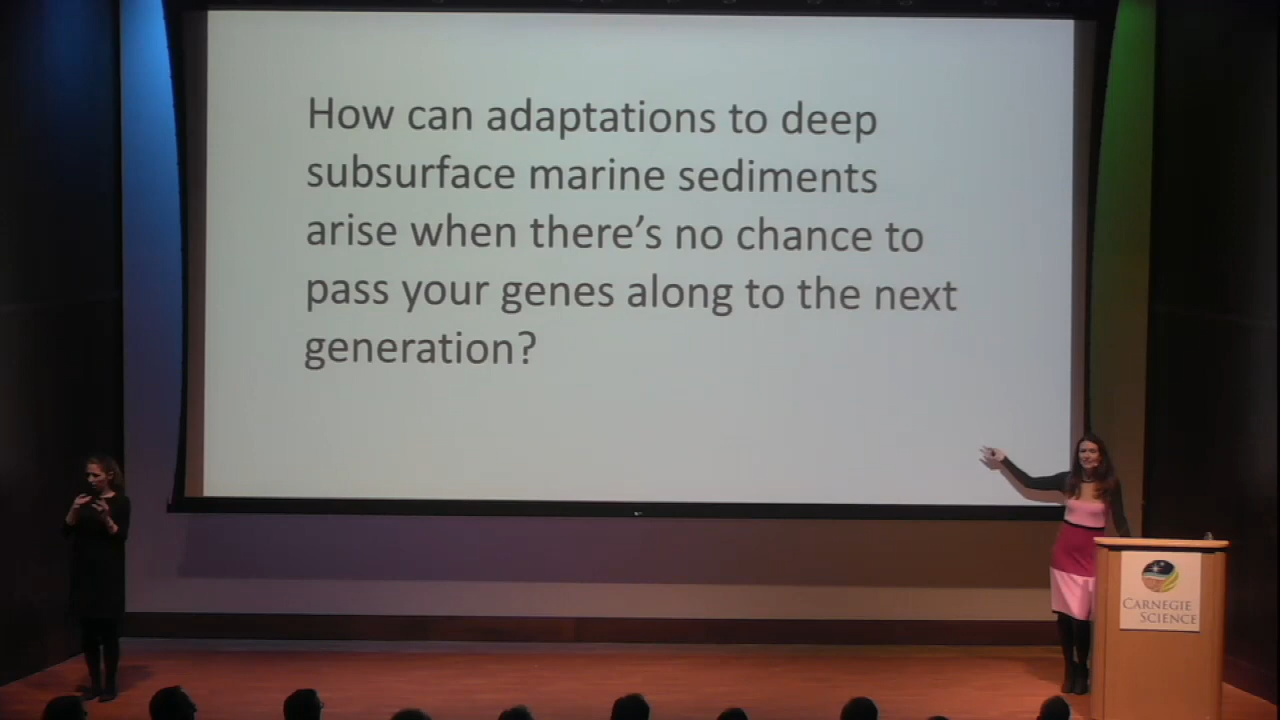 How can adaptations to deep
subsurface marine sediments
arise when there's no chance to
pass your genes along to the next
generation?
CARNEGIE
SCIENCE